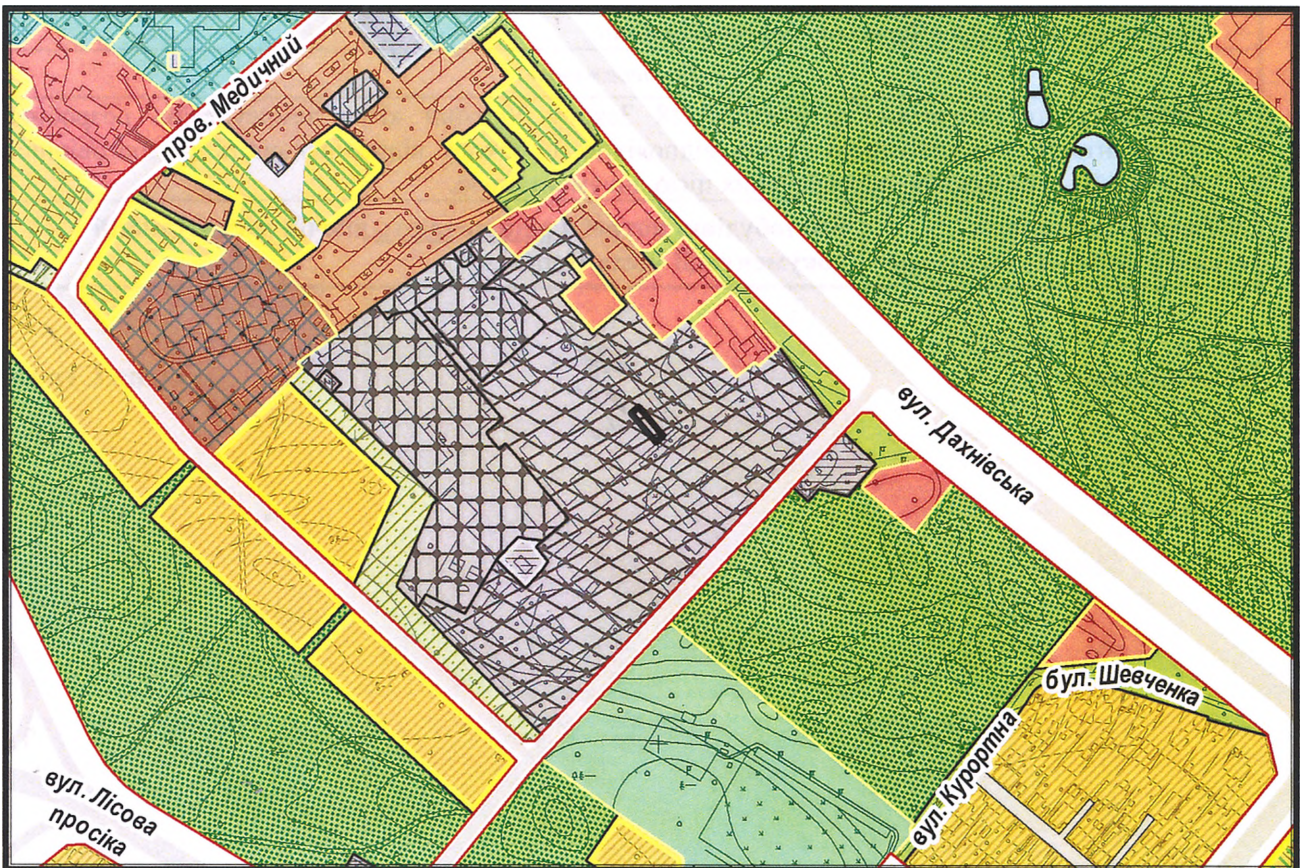 пров. Медичний
вул. Дахнівська
бул. Шевченка
вул. Курортна
вул. Лісова
просіка